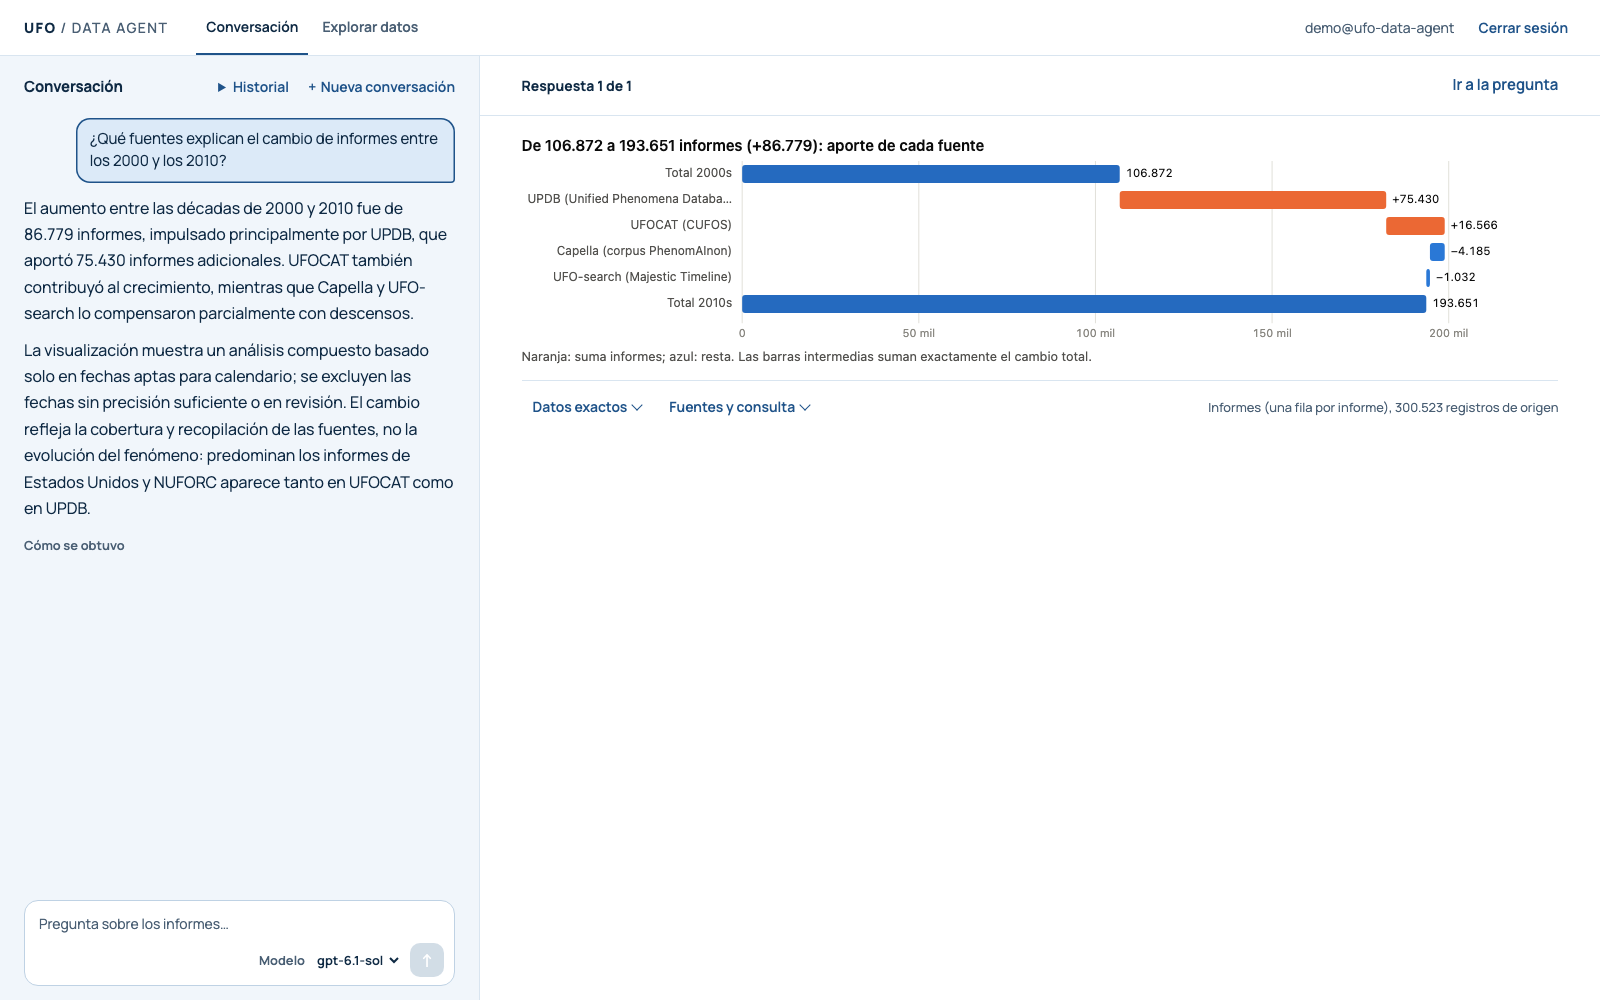 UFO / DATA AGENT
Conversación
Explorar datos
demo@ufo-data-agent
Cerrar sesión
Conversación
▶ Historial
+ Nueva conversación
¿Qué fuentes explican el cambio de informes entre
los 2000 y los 2010?
El aumento entre las décadas de 2000 y 2010 fue de
86.779 informes, impulsado principalmente por UPDB, que
aportó 75.430 informes adicionales. UFOCAT también
contribuyó al crecimiento, mientras que Capella y UFO-
search lo compensaron parcialmente con descensos.
La visualización muestra un análisis compuesto basado
solo en fechas aptas para calendario; se excluyen las
fechas sin precisión suficiente o en revisión. El cambio
refleja la cobertura y recopilación de las fuentes, no la
evolución del fenómeno: predominan los informes de
Estados Unidos y NUFORC aparece tanto en UFOCAT como
en UPDB.
Cómo se obtuvo
Pregunta sobre los informes...
Modelo gpt-6.1-sol
Respuesta 1 de 1
Ir a la pregunta
De 106.872 a 193.651 informes (+86.779): aporte de cada fuente
Total 2000s 106.872
UPDB (Unified Phenomena Databa... +75.430
UFOCAT (CUFOS) +16.566
Capella (corpus PhenomAInon) −4.185
UFO-search (Majestic Timeline) −1.032
Total 2010s 193.651
0 50 mil 100 mil 150 mil 200 mil
Naranja: suma informes; azul: resta. Las barras intermedias suman exactamente el cambio total.
Datos exactos
Fuentes y consulta
Informes (una fila por informe), 300.523 registros de origen